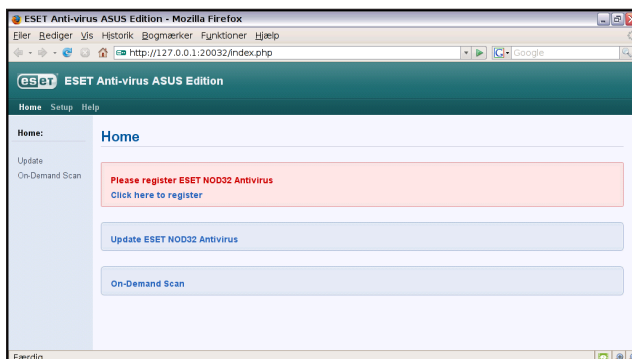 ESET Anti-virus ASUS Edition - Mozilla Firefox
Filer Rediger Vis Historik Bogmærker Funktioner Hjælp
http://127.0.0.1:20032/index.php
Google
eset ESET Anti-virus ASUS Edition
Home Setup Help
Home:
Update
On-Demand Scan
Home
Please register ESET NOD32 Antivirus
Click here to register
Update ESET NOD32 Antivirus
On-Demand Scan
Færdig